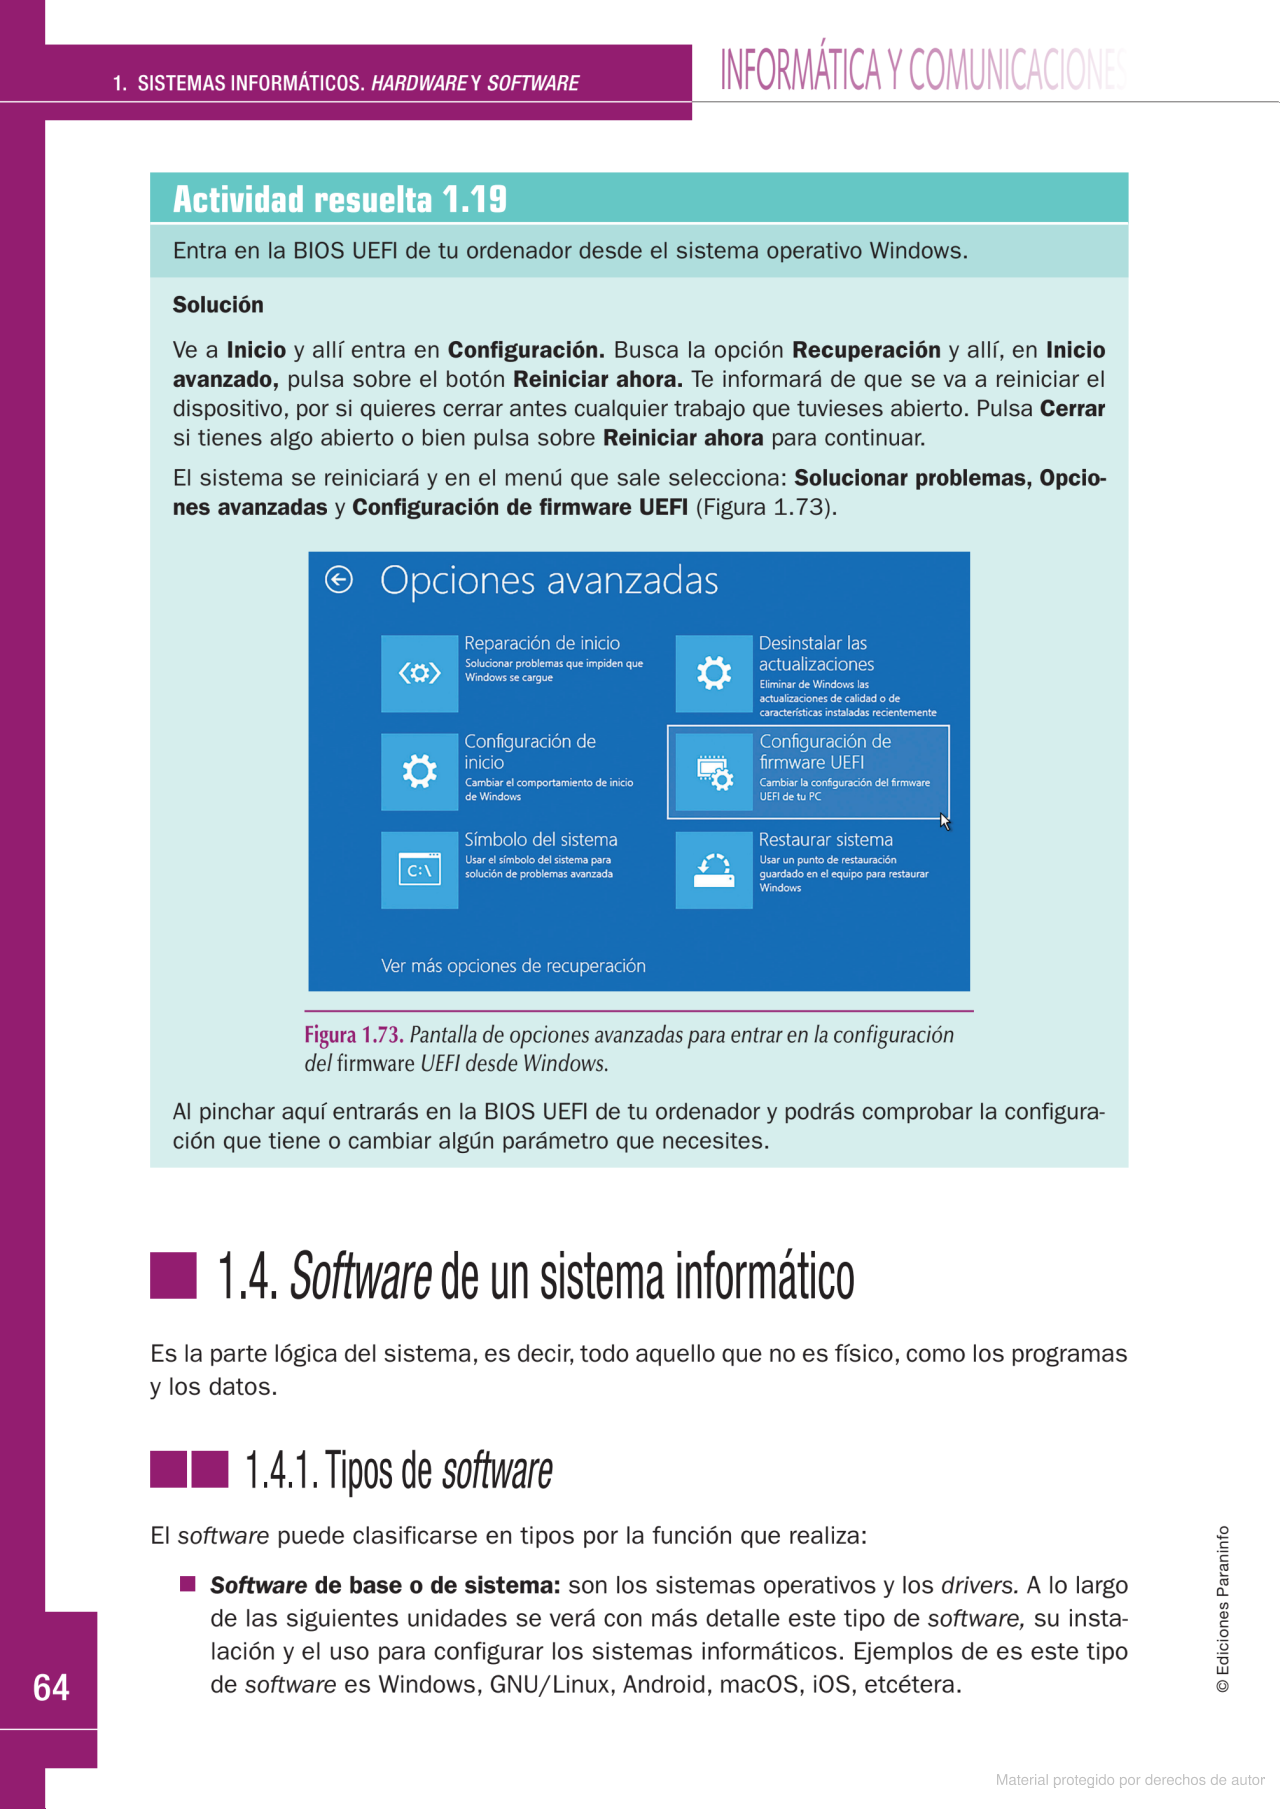 1. SISTEMAS INFORMÁTICOS. HARDWARE Y SOFTWARE
INFORMÁTICA Y COMUNICACIONES
Actividad resuelta 1.19
Entra en la BIOS UEFI de tu ordenador desde el sistema operativo Windows.
Solución
Ve a Inicio y allí entra en Configuración. Busca la opción Recuperación y allí, en Inicio
avanzado, pulsa sobre el botón Reiniciar ahora. Te informará de que se va a reiniciar el
dispositivo, por si quieres cerrar antes cualquier trabajo que tuvieses abierto. Pulsa Cerrar
si tienes algo abierto o bien pulsa sobre Reiniciar ahora para continuar.
El sistema se reiniciará y en el menú que sale selecciona: Solucionar problemas, Opcio-
nes avanzadas y Configuración de firmware UEFI (Figura 1.73).
Opciones avanzadas
Reparación de inicio
Solucionar problemas que impiden que
Windows se cargue
Desinstalar las
actualizaciones
Eliminar de Windows las
actualizaciones de calidad o de
características instaladas recientemente
Configuración de
inicio
Cambiar el comportamiento de inicio
de Windows
Configuración de
firmware UEFI
Cambiar la configuración del firmware
UEFI de tu PC
C:\
Símbolo del sistema
Usar el símbolo del sistema para
solución de problemas avanzada
Restaurar sistema
Usar un punto de restauración
guardado en el equipo para restaurar
Windows
Ver más opciones de recuperación
Figura 1.73. Pantalla de opciones avanzadas para entrar en la configuración
del firmware UEFI desde Windows.
Al pinchar aquí entrarás en la BIOS UEFI de tu ordenador y podrás comprobar la configura-
ción que tiene o cambiar algún parámetro que necesites.
1.4. Software de un sistema informático
Es la parte lógica del sistema, es decir, todo aquello que no es físico, como los programas
y los datos.
1.4.1. Tipos de software
El software puede clasificarse en tipos por la función que realiza:
Software de base o de sistema: son los sistemas operativos y los drivers. A lo largo
de las siguientes unidades se verá con más detalle este tipo de software, su insta-
lación y el uso para configurar los sistemas informáticos. Ejemplos de es este tipo
de software es Windows, GNU/Linux, Android, macOS, iOS, etcétera.
64
© Ediciones Paraninfo
Material protegido por derechos de autor